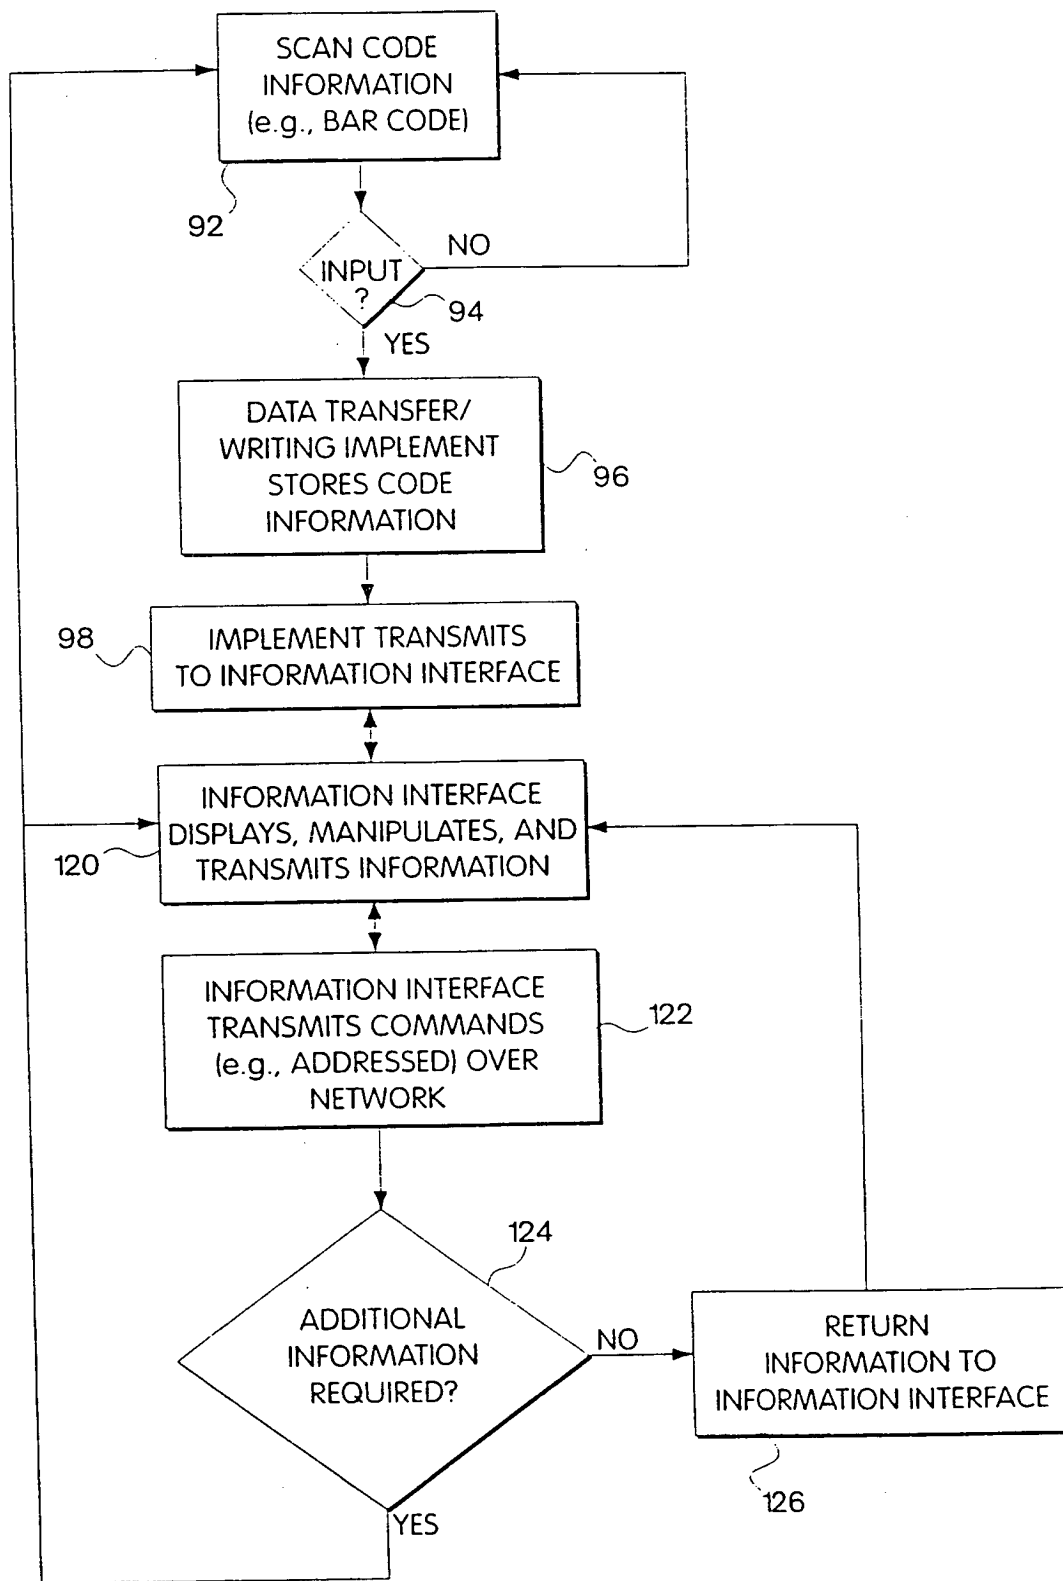 SCAN CODE
INFORMATION
(e.g., BAR CODE)
92
NO
INPUT
?
94
YES
DATA TRANSFER/
WRITING IMPLEMENT
STORES CODE
INFORMATION
96
98
IMPLEMENT TRANSMITS
TO INFORMATION INTERFACE
INFORMATION INTERFACE
DISPLAYS, MANIPULATES, AND
TRANSMITS INFORMATION
120
INFORMATION INTERFACE
TRANSMITS COMMANDS
(e.g., ADDRESSED) OVER
NETWORK
122
124
ADDITIONAL
INFORMATION
REQUIRED?
NO
RETURN
INFORMATION TO
INFORMATION INTERFACE
126
YES